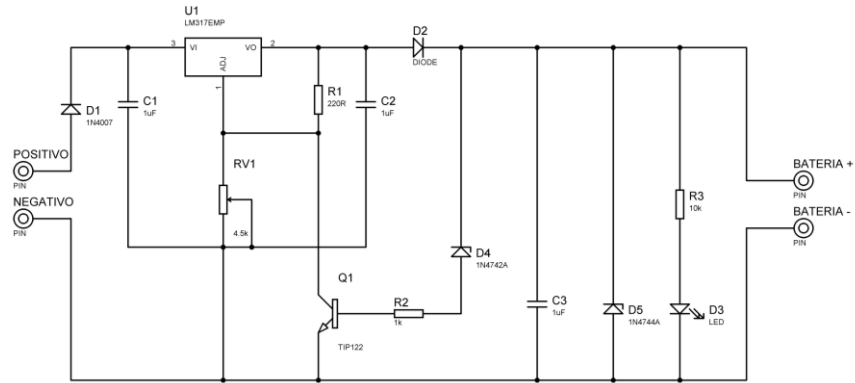 U1
LM317EMP
3
VI
VO
2
ADJ
1
D2
DIODE
D1
1N4007
C1
1uF
R1
220R
C2
1uF
POSITIVO
PIN
NEGATIVO
PIN
RV1
4.5k
BATERIA +
PIN
BATERIA -
PIN
R3
10k
D4
1N4742A
Q1
TIP122
R2
1k
C3
1uF
D5
1N4744A
D3
LED